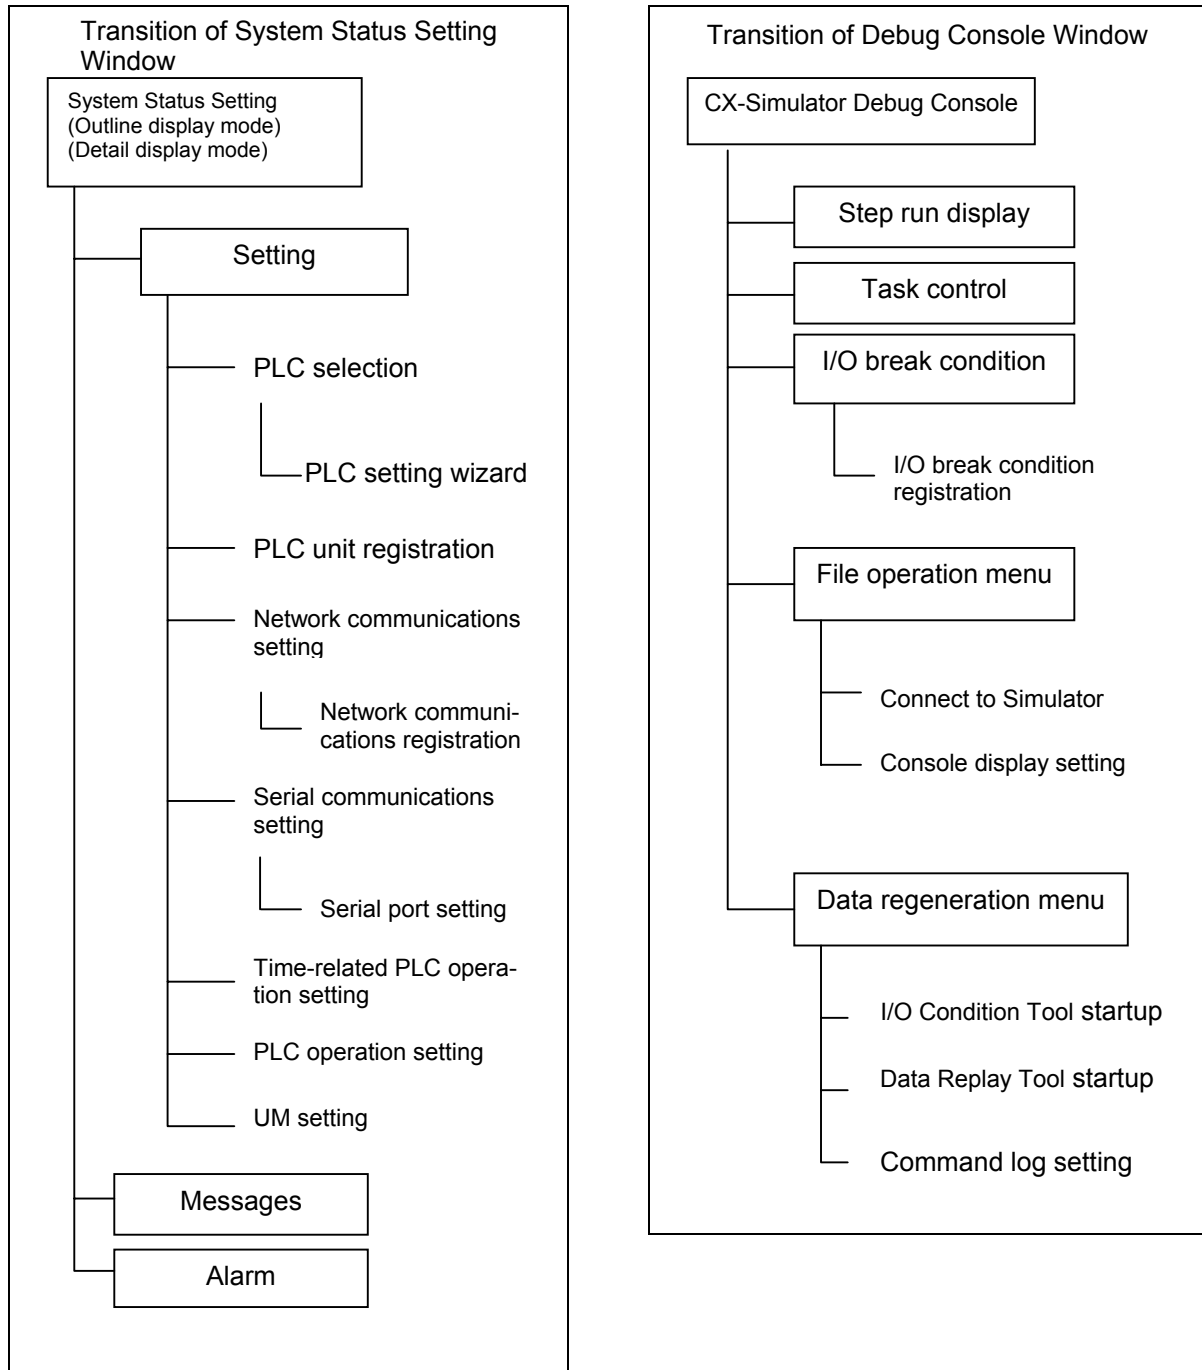 Transition of System Status Setting
Window
System Status Setting
(Outline display mode)
(Detail display mode)
Setting
PLC selection
PLC setting wizard
PLC unit registration
Network communications
setting
Network communi-
cations registration
Serial communications
setting
Serial port setting
Time-related PLC opera-
tion setting
PLC operation setting
UM setting
Messages
Alarm
Transition of Debug Console Window
CX-Simulator Debug Console
Step run display
Task control
I/O break condition
I/O break condition
registration
File operation menu
Connect to Simulator
Console display setting
Data regeneration menu
I/O Condition Tool startup
Data Replay Tool startup
Command log setting